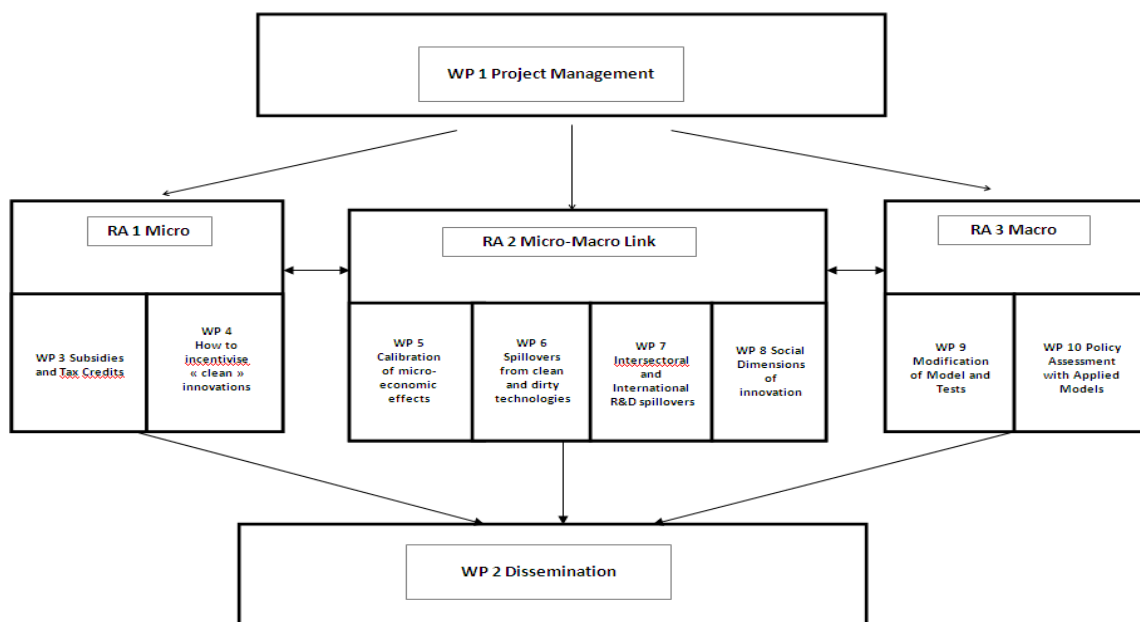 WP 1 Project Management
RA 1 Micro
RA 2 Micro-Macro Link
RA 3 Macro
WP 3 Subsidies
and Tax Credits
WP 4
How to
incentivise
« clean »
innovations
WP 5
Calibration
of micro-
economic
effects
WP 6
Spillovers
from clean
and dirty
technologies
WP 7
Intersectoral
and
International
R&D spillovers
WP 8 Social
Dimensions
of
innovation
WP 9
Modification
of Model and
Tests
WP 10 Policy
Assessment
with Applied
Models
WP 2 Dissemination